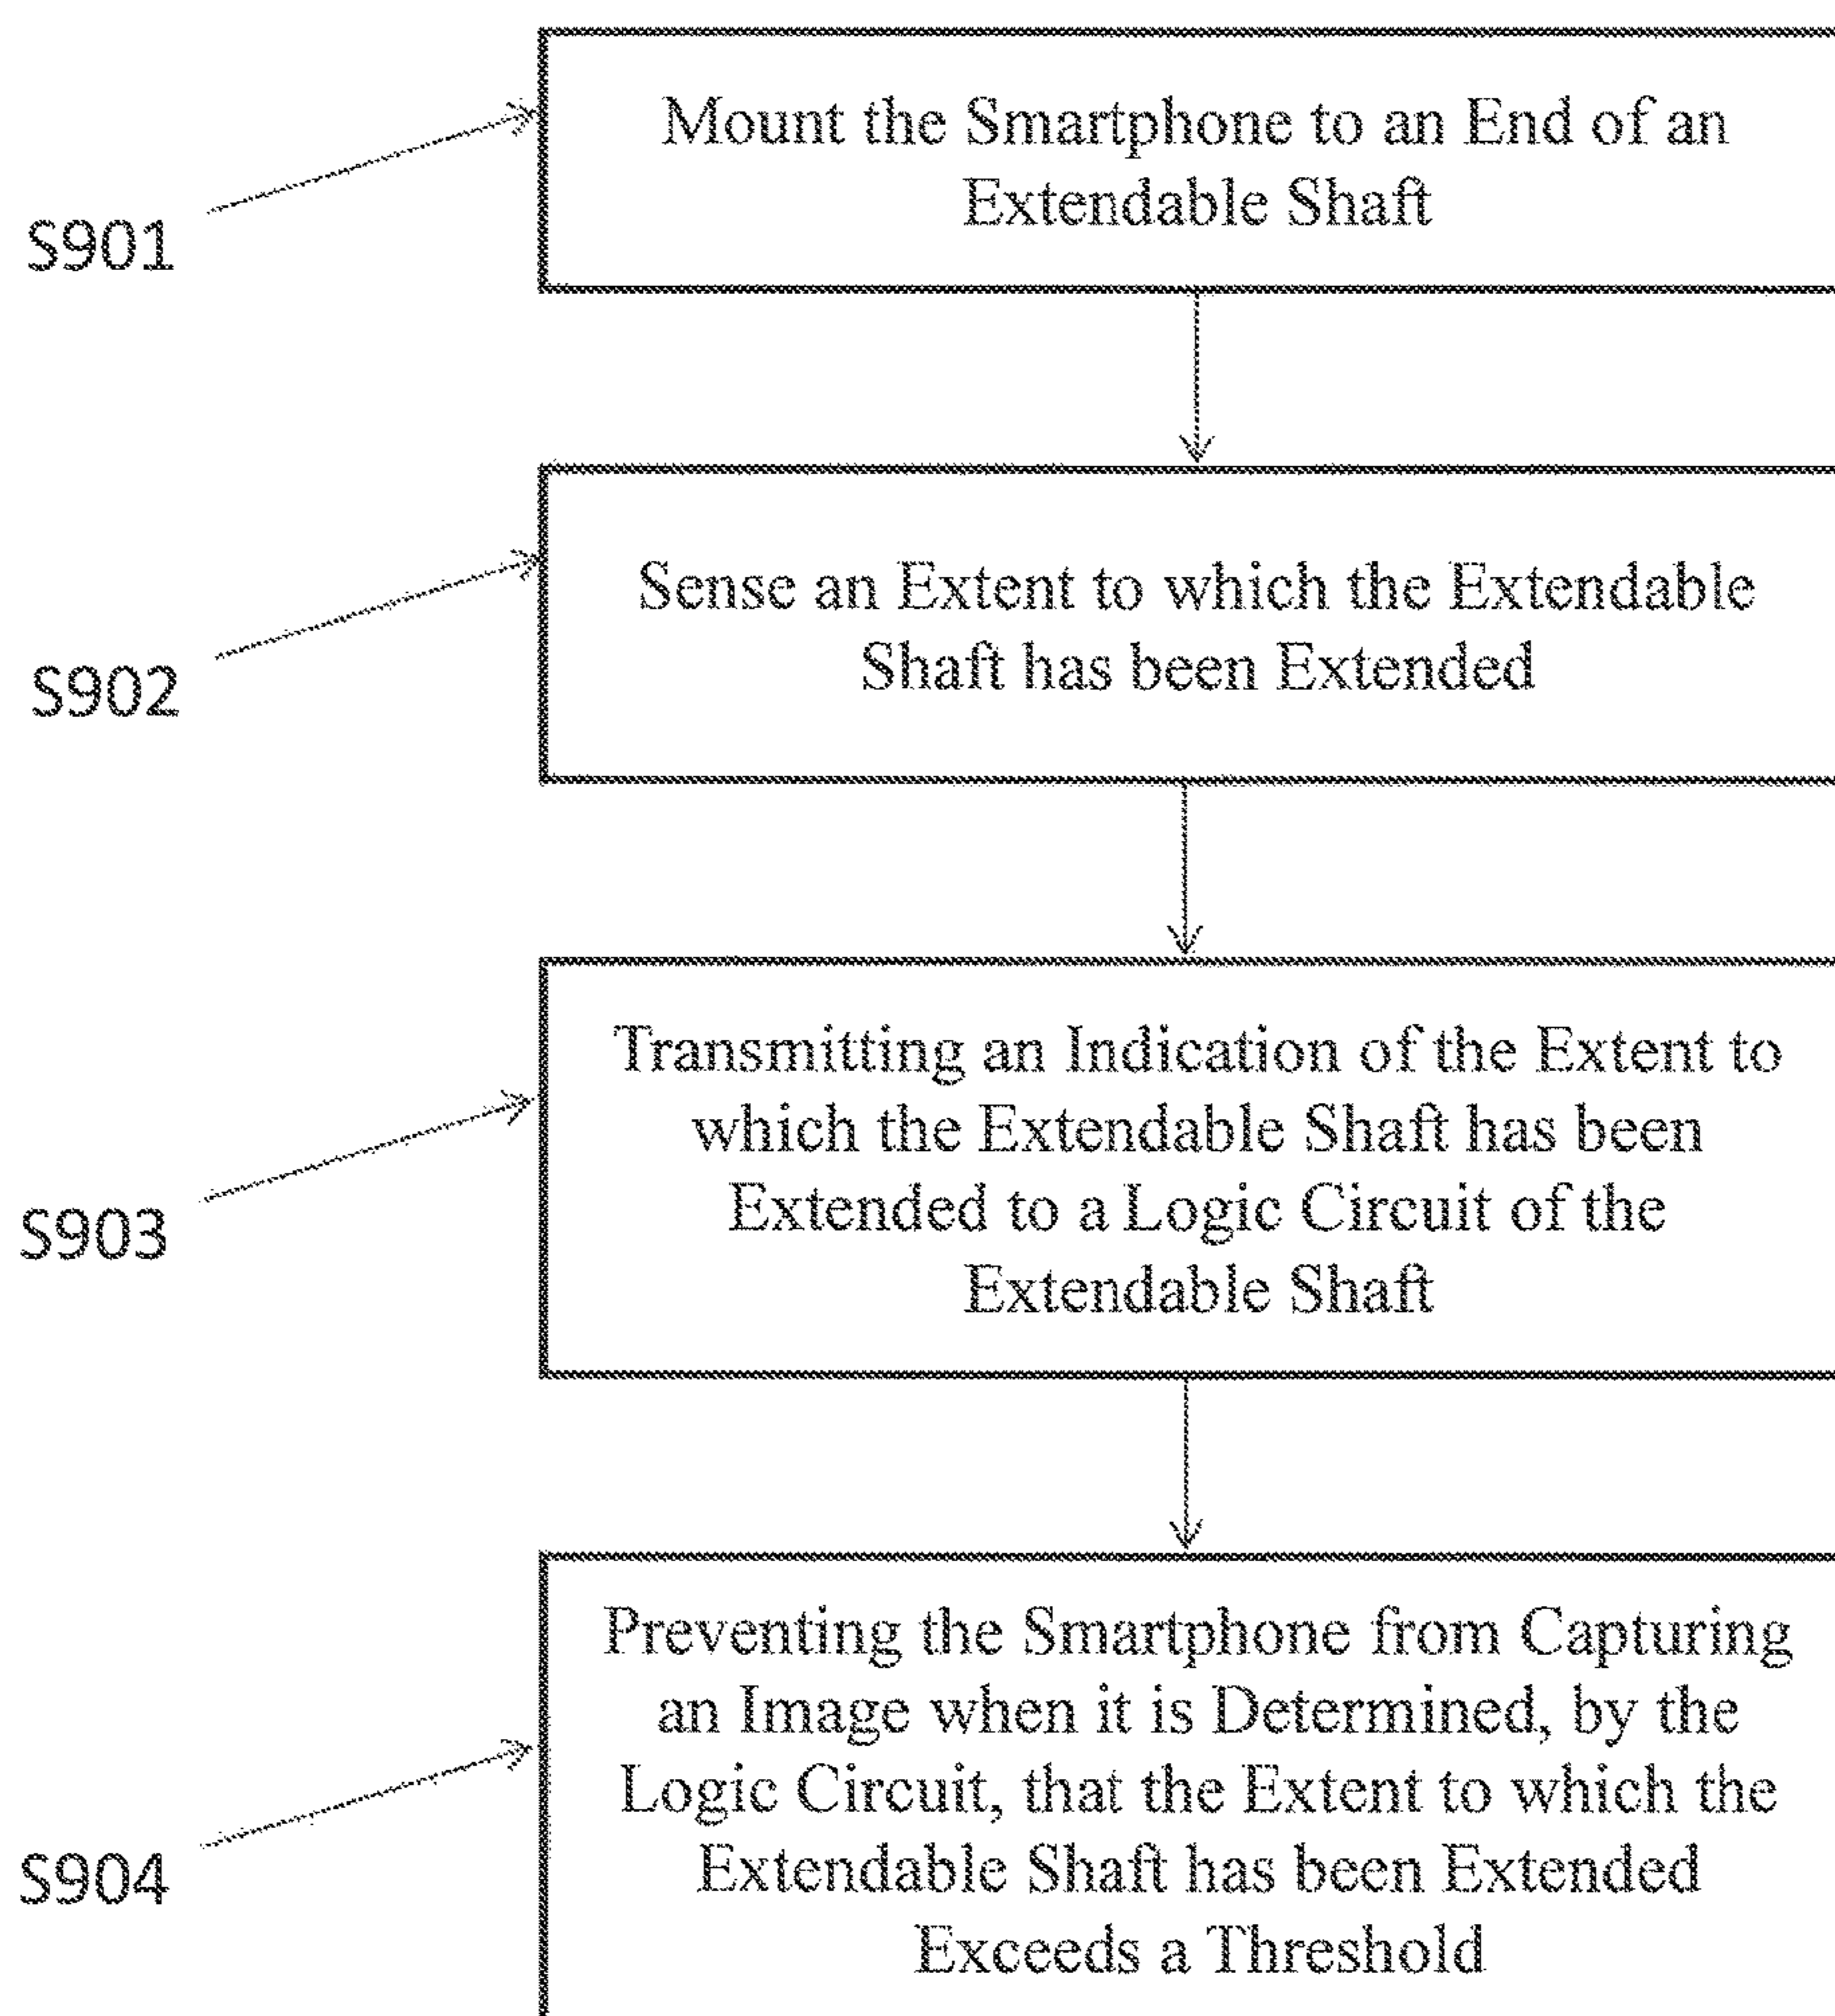 Mount the Smartphone to an End of an
Extendable Shaft
S901
Sense an Extent to which the Extendable
Shaft has been Extended
S902
Transmitting an Indication of the Extent to
which the Extendable Shaft has been
Extended to a Logic Circuit of the
Extendable Shaft
S903
Preventing the Smartphone from Capturing
an Image when it is Determined, by the
Logic Circuit, that the Extent to which the
Extendable Shaft has been Extended
Exceeds a Threshold
S904